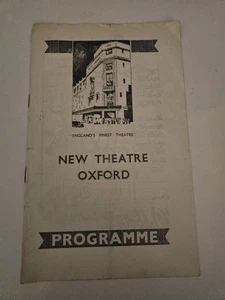 "ENGLAND'S FINEST THEATRE"
NEW THEATRE
OXFORD
PROGRAMME